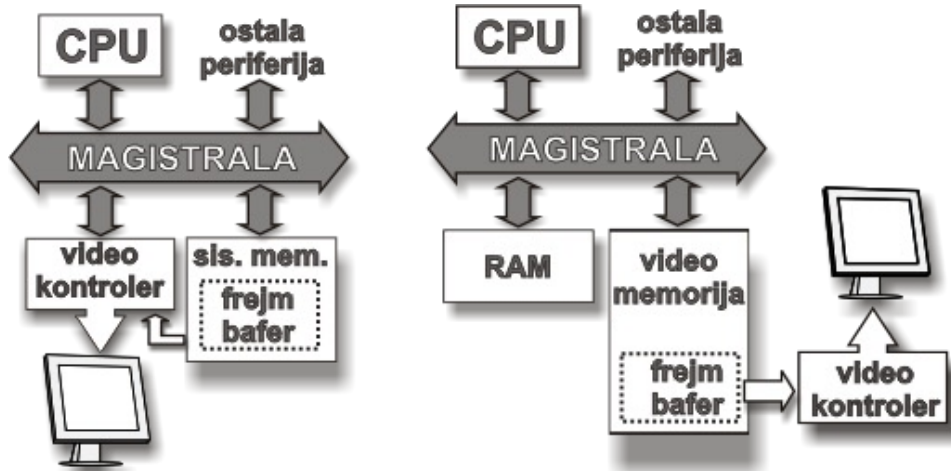 CPU
ostala
periferija
MAGISTRALA
video
kontroler
sis. mem.
frejm
bafer
CPU
ostala
periferija
MAGISTRALA
RAM
video
memorija
frejm
bafer
video
kontroler